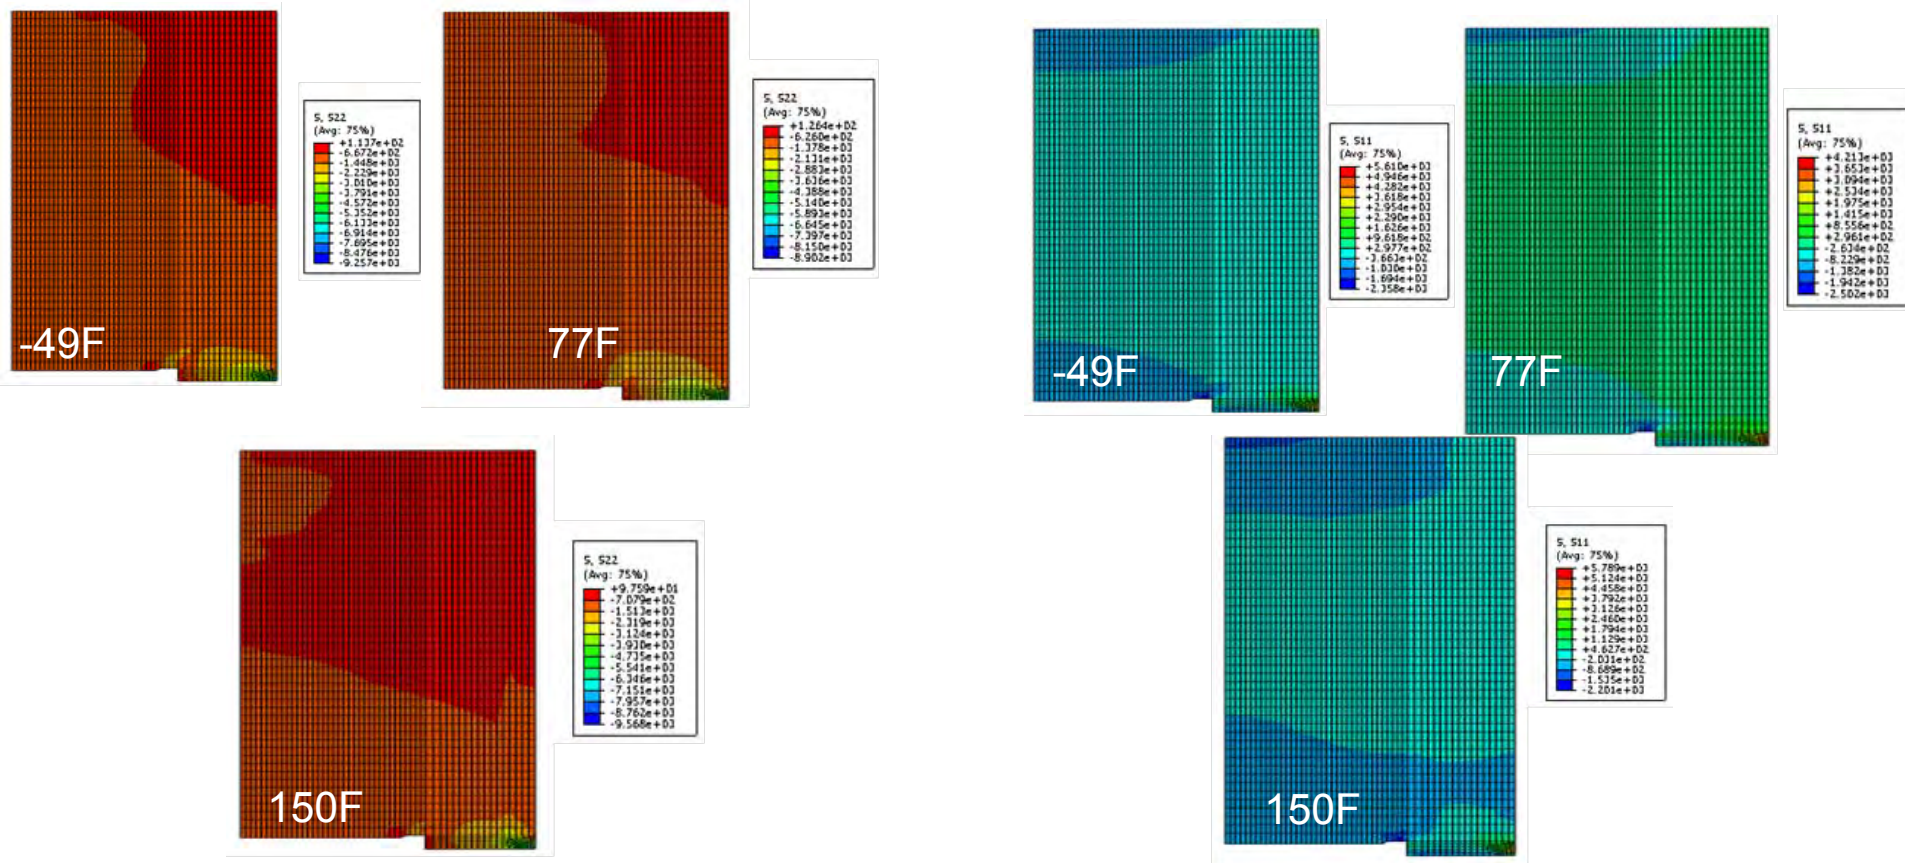 S, S22
(Avg: 75%)
+1.137e+02
-6.672e+02
-1.448e+03
-2.229e+03
-3.010e+03
-3.791e+03
-4.572e+03
-5.352e+03
-6.133e+03
-6.914e+03
-7.695e+03
-8.476e+03
-9.257e+03
-49F
S, S22
(Avg: 75%)
+1.264e+02
-6.260e+02
-1.378e+03
-2.131e+03
-2.883e+03
-3.636e+03
-4.388e+03
-5.140e+03
-5.893e+03
-6.645e+03
-7.397e+03
-8.150e+03
-8.902e+03
77F
S, S22
(Avg: 75%)
+9.759e+01
-7.079e+02
-1.513e+03
-2.319e+03
-3.124e+03
-3.930e+03
-4.735e+03
-5.541e+03
-6.346e+03
-7.151e+03
-7.957e+03
-8.762e+03
-9.568e+03
150F
S, S11
(Avg: 75%)
+5.610e+03
+4.946e+03
+4.282e+03
+3.618e+03
+2.954e+03
+2.290e+03
+1.626e+03
+9.618e+02
+2.977e+02
-3.663e+02
-1.030e+03
-1.694e+03
-2.358e+03
-49F
S, S11
(Avg: 75%)
+4.213e+03
+3.653e+03
+3.094e+03
+2.534e+03
+1.975e+03
+1.415e+03
+8.556e+02
+2.961e+02
-2.634e+02
-8.229e+02
-1.382e+03
-1.942e+03
-2.502e+03
77F
S, S11
(Avg: 75%)
+5.789e+03
+5.124e+03
+4.458e+03
+3.792e+03
+3.126e+03
+2.460e+03
+1.794e+03
+1.129e+03
+4.627e+02
-2.031e+02
-8.689e+02
-1.535e+03
-2.201e+03
150F